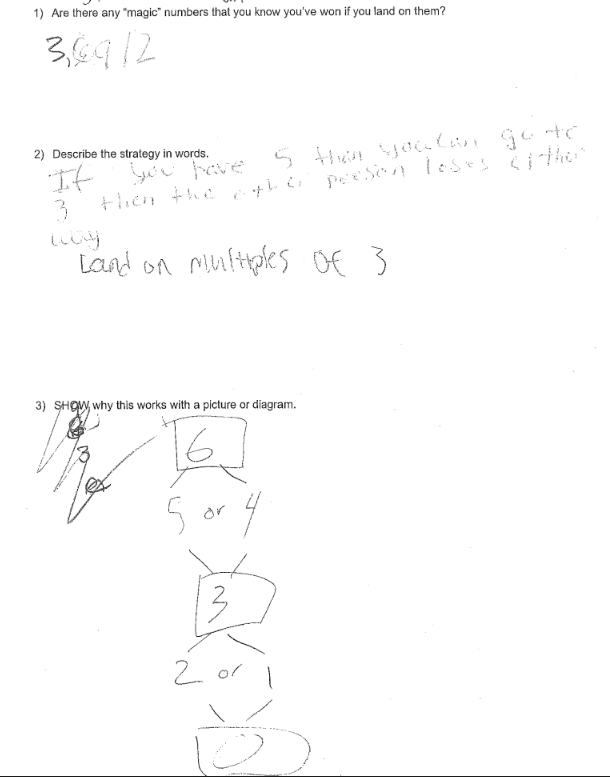 1) Are there any "magic" numbers that you know you've won if you land on them?
3,6 9 12
2) Describe the strategy in words.
If you have 5 then you can go to
3 then the other person loses either
way
Land on multiples of 3
3) SHOW why this works with a picture or diagram.
3
6
5 or 4
3
2 or 1
0